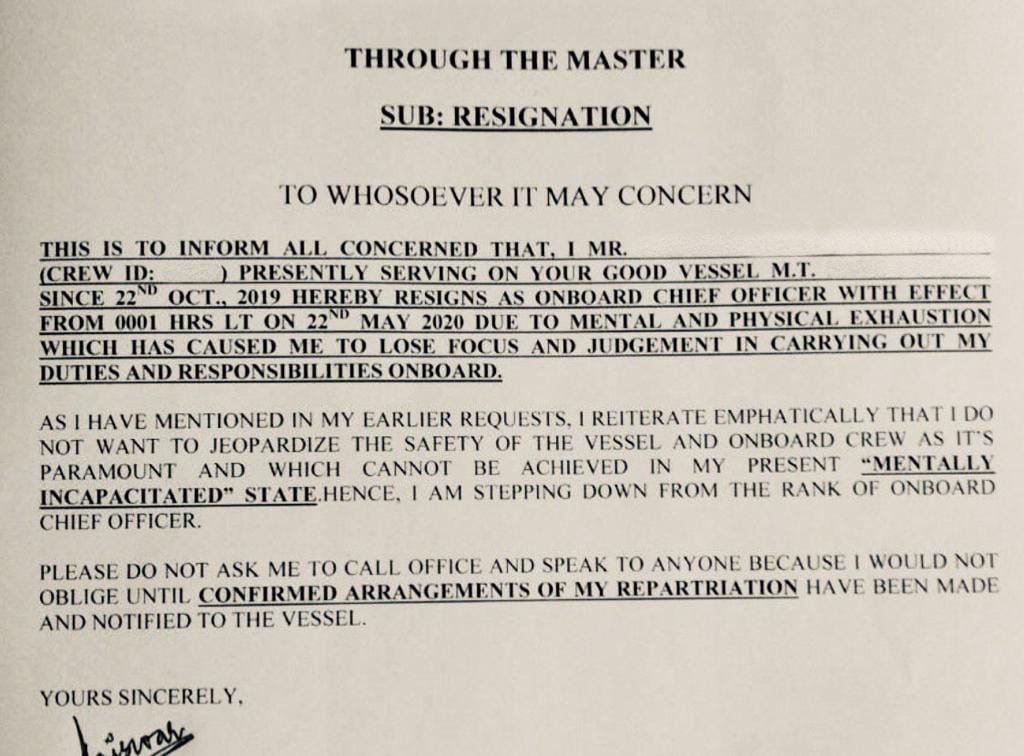 THROUGH THE MASTER
SUB: RESIGNATION
TO WHOSOEVER IT MAY CONCERN
THIS IS TO INFORM ALL CONCERNED THAT, I MR.
(CREW ID: ) PRESENTLY SERVING ON YOUR GOOD VESSEL M.T.
SINCE 22ND OCT., 2019 HEREBY RESIGNS AS ONBOARD CHIEF OFFICER WITH EFFECT
FROM 0001 HRS LT ON 22ND MAY 2020 DUE TO MENTAL AND PHYSICAL EXHAUSTION
WHICH HAS CAUSED ME TO LOSE FOCUS AND JUDGEMENT IN CARRYING OUT MY
DUTIES AND RESPONSIBILITIES ONBOARD.
AS I HAVE MENTIONED IN MY EARLIER REQUESTS, I REITERATE EMPHATICALLY THAT I DO
NOT WANT TO JEOPARDIZE THE SAFETY OF THE VESSEL AND ONBOARD CREW AS IT'S
PARAMOUNT AND WHICH CANNOT BE ACHIEVED IN MY PRESENT “MENTALLY
INCAPACITATED” STATE.HENCE, I AM STEPPING DOWN FROM THE RANK OF ONBOARD
CHIEF OFFICER.
PLEASE DO NOT ASK ME TO CALL OFFICE AND SPEAK TO ANYONE BECAUSE I WOULD NOT
OBLIGE UNTIL CONFIRMED ARRANGEMENTS OF MY REPARTRIATION HAVE BEEN MADE
AND NOTIFIED TO THE VESSEL.
YOURS SINCERELY,